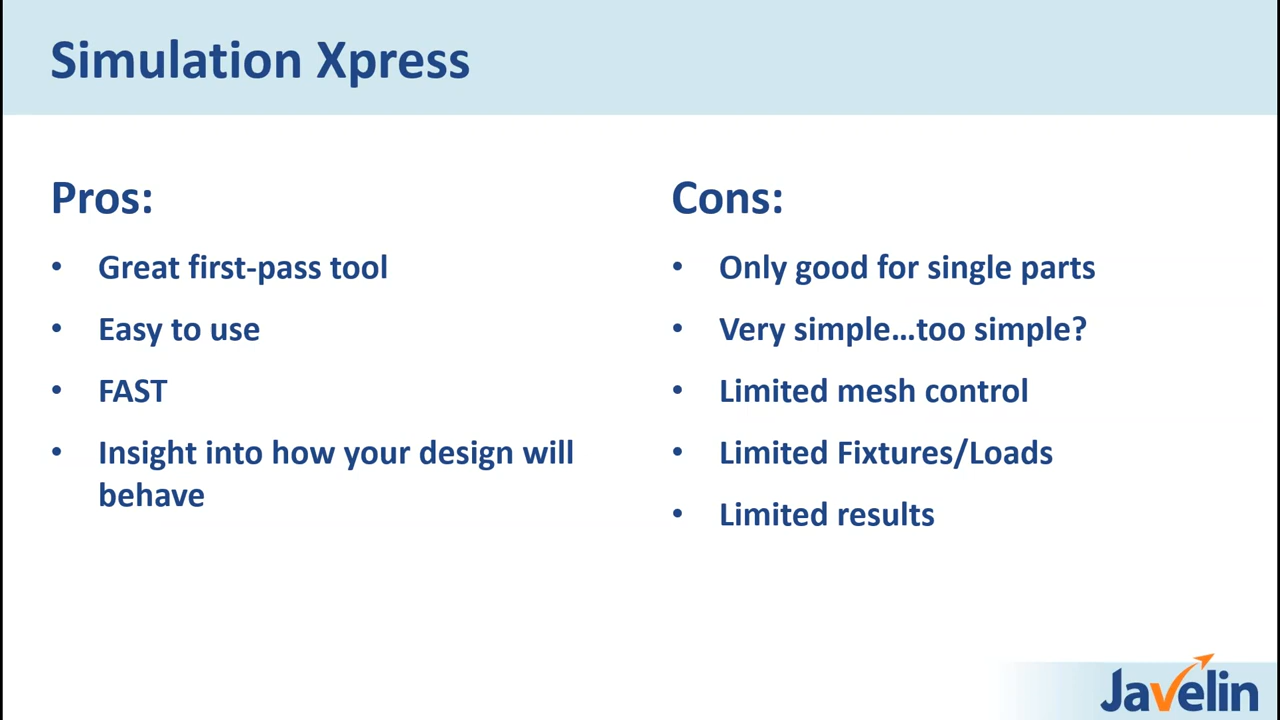 Simulation Xpress
Pros:
• Great first-pass tool
• Easy to use
• FAST
• Insight into how your design will
behave
Cons:
• Only good for single parts
• Very simple…too simple?
• Limited mesh control
• Limited Fixtures/Loads
• Limited results
Javelin